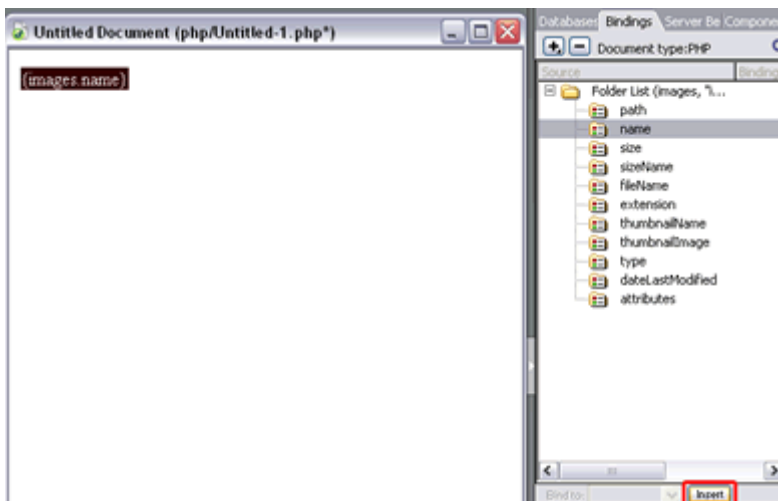 Untitled Document (php/Untitled-1.php*)
{images.name}
Databases Bindings Server Be Compone
Document type:PHP
Source Binding
Folder List (images, "\...
path
name
size
sizeName
fileName
extension
thumbnailName
thumbnailImage
type
dateLastModified
attributes
Bind to: Insert